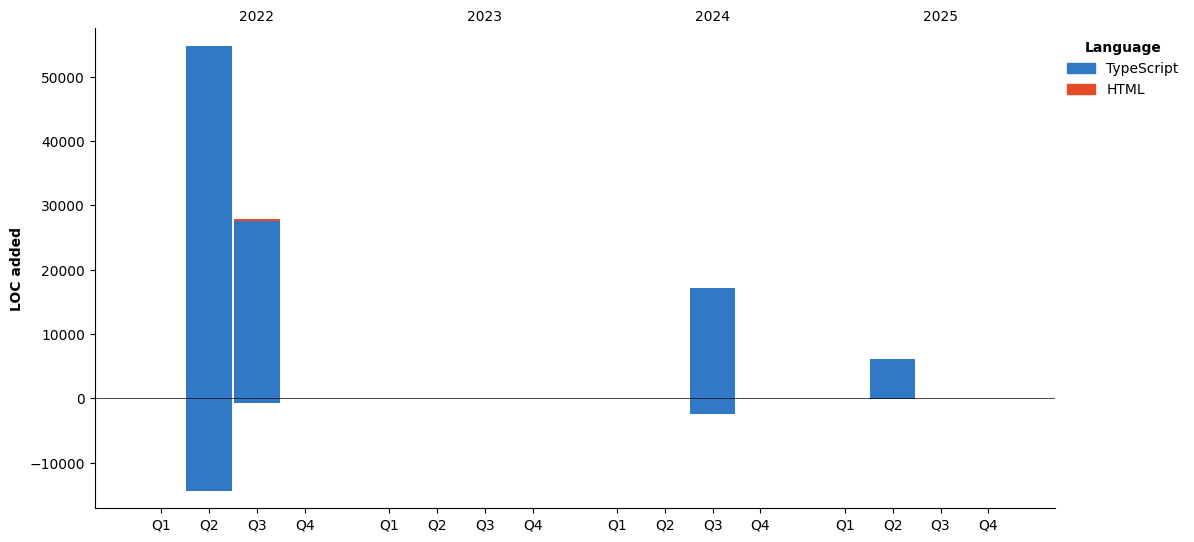 2022 2023 2024 2025
Language
TypeScript
HTML
LOC added
50000
40000
30000
20000
10000
0
−10000
Q1 Q2 Q3 Q4 Q1 Q2 Q3 Q4 Q1 Q2 Q3 Q4 Q1 Q2 Q3 Q4